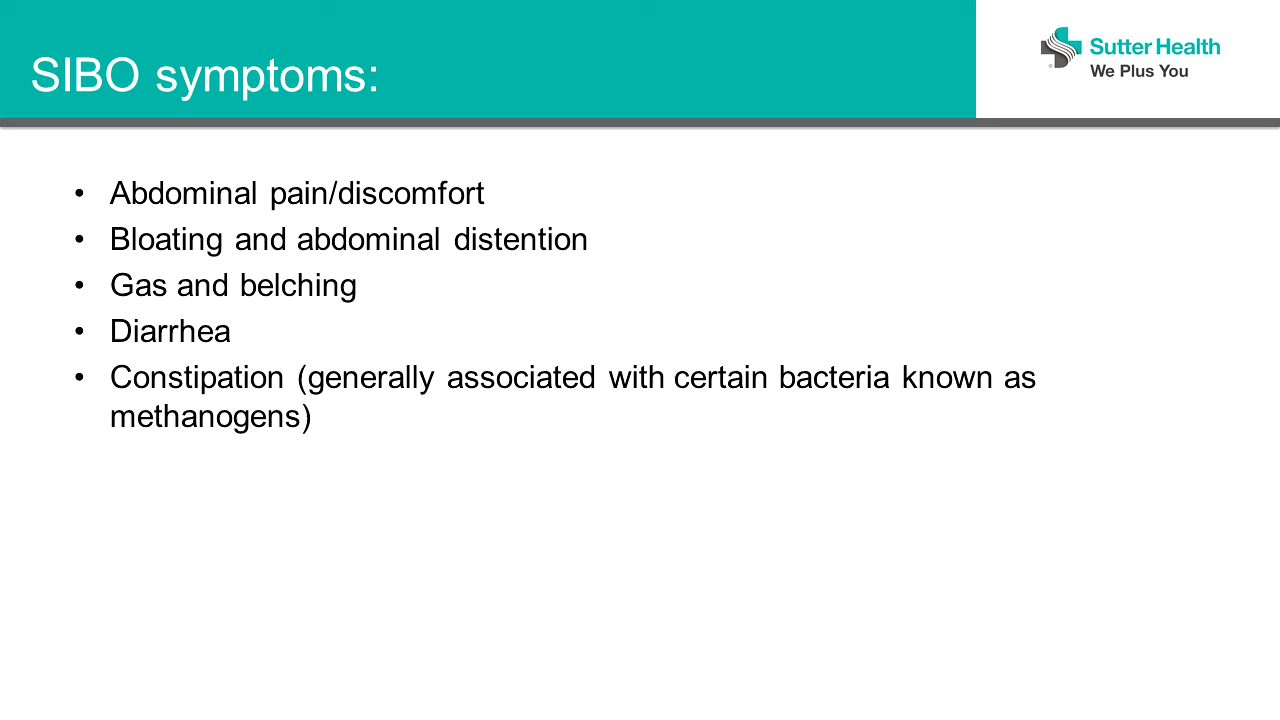 SIBO symptoms:
Sutter Health
We Plus You
• Abdominal pain/discomfort
• Bloating and abdominal distention
• Gas and belching
• Diarrhea
• Constipation (generally associated with certain bacteria known as
methanogens)